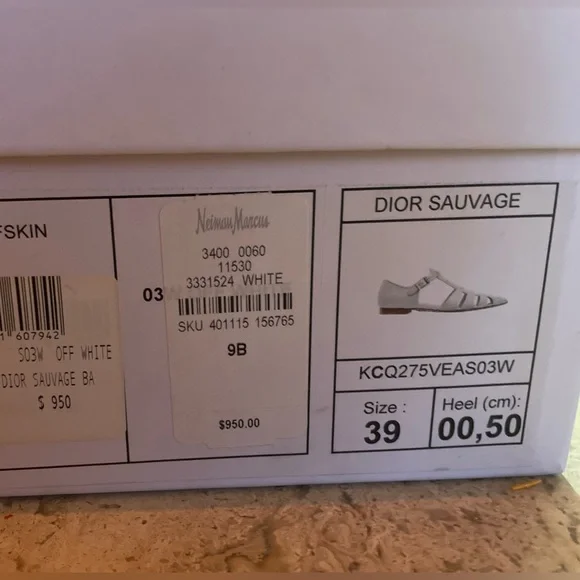 FSKIN
1 607942
S03W OFF WHITE
DIOR SAUVAGE BA
$ 950
03
Neiman Marcus
3400 0060
11530
3331524 WHITE
SKU 401115 156765
9B
$950.00
DIOR SAUVAGE
KCQ275VEAS03W
Size :
39
Heel (cm):
00,50